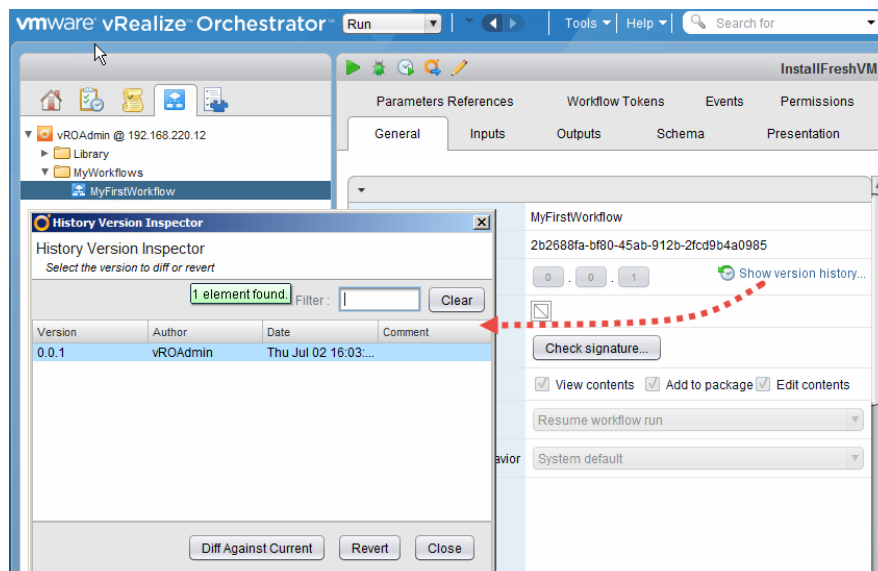 vmware® vRealize™ Orchestrator™ Run Tools Help Search for
InstallFreshVM
Parameters References Workflow Tokens Events Permissions
General Inputs Outputs Schema Presentation
vROAdmin @ 192.168.220.12
Library
MyWorkflows
MyFirstWorkflow
MyFirstWorkflow
2b2688fa-bf80-45ab-912b-2fcd9b4a0985
0 . 0 . 1 Show version history...
Check signature...
View contents Add to package Edit contents
Resume workflow run
avior System default
History Version Inspector
History Version Inspector
Select the version to diff or revert
1 element found. Filter : Clear
Version Author Date Comment
0.0.1 vROAdmin Thu Jul 02 16:03:...
Diff Against Current Revert Close